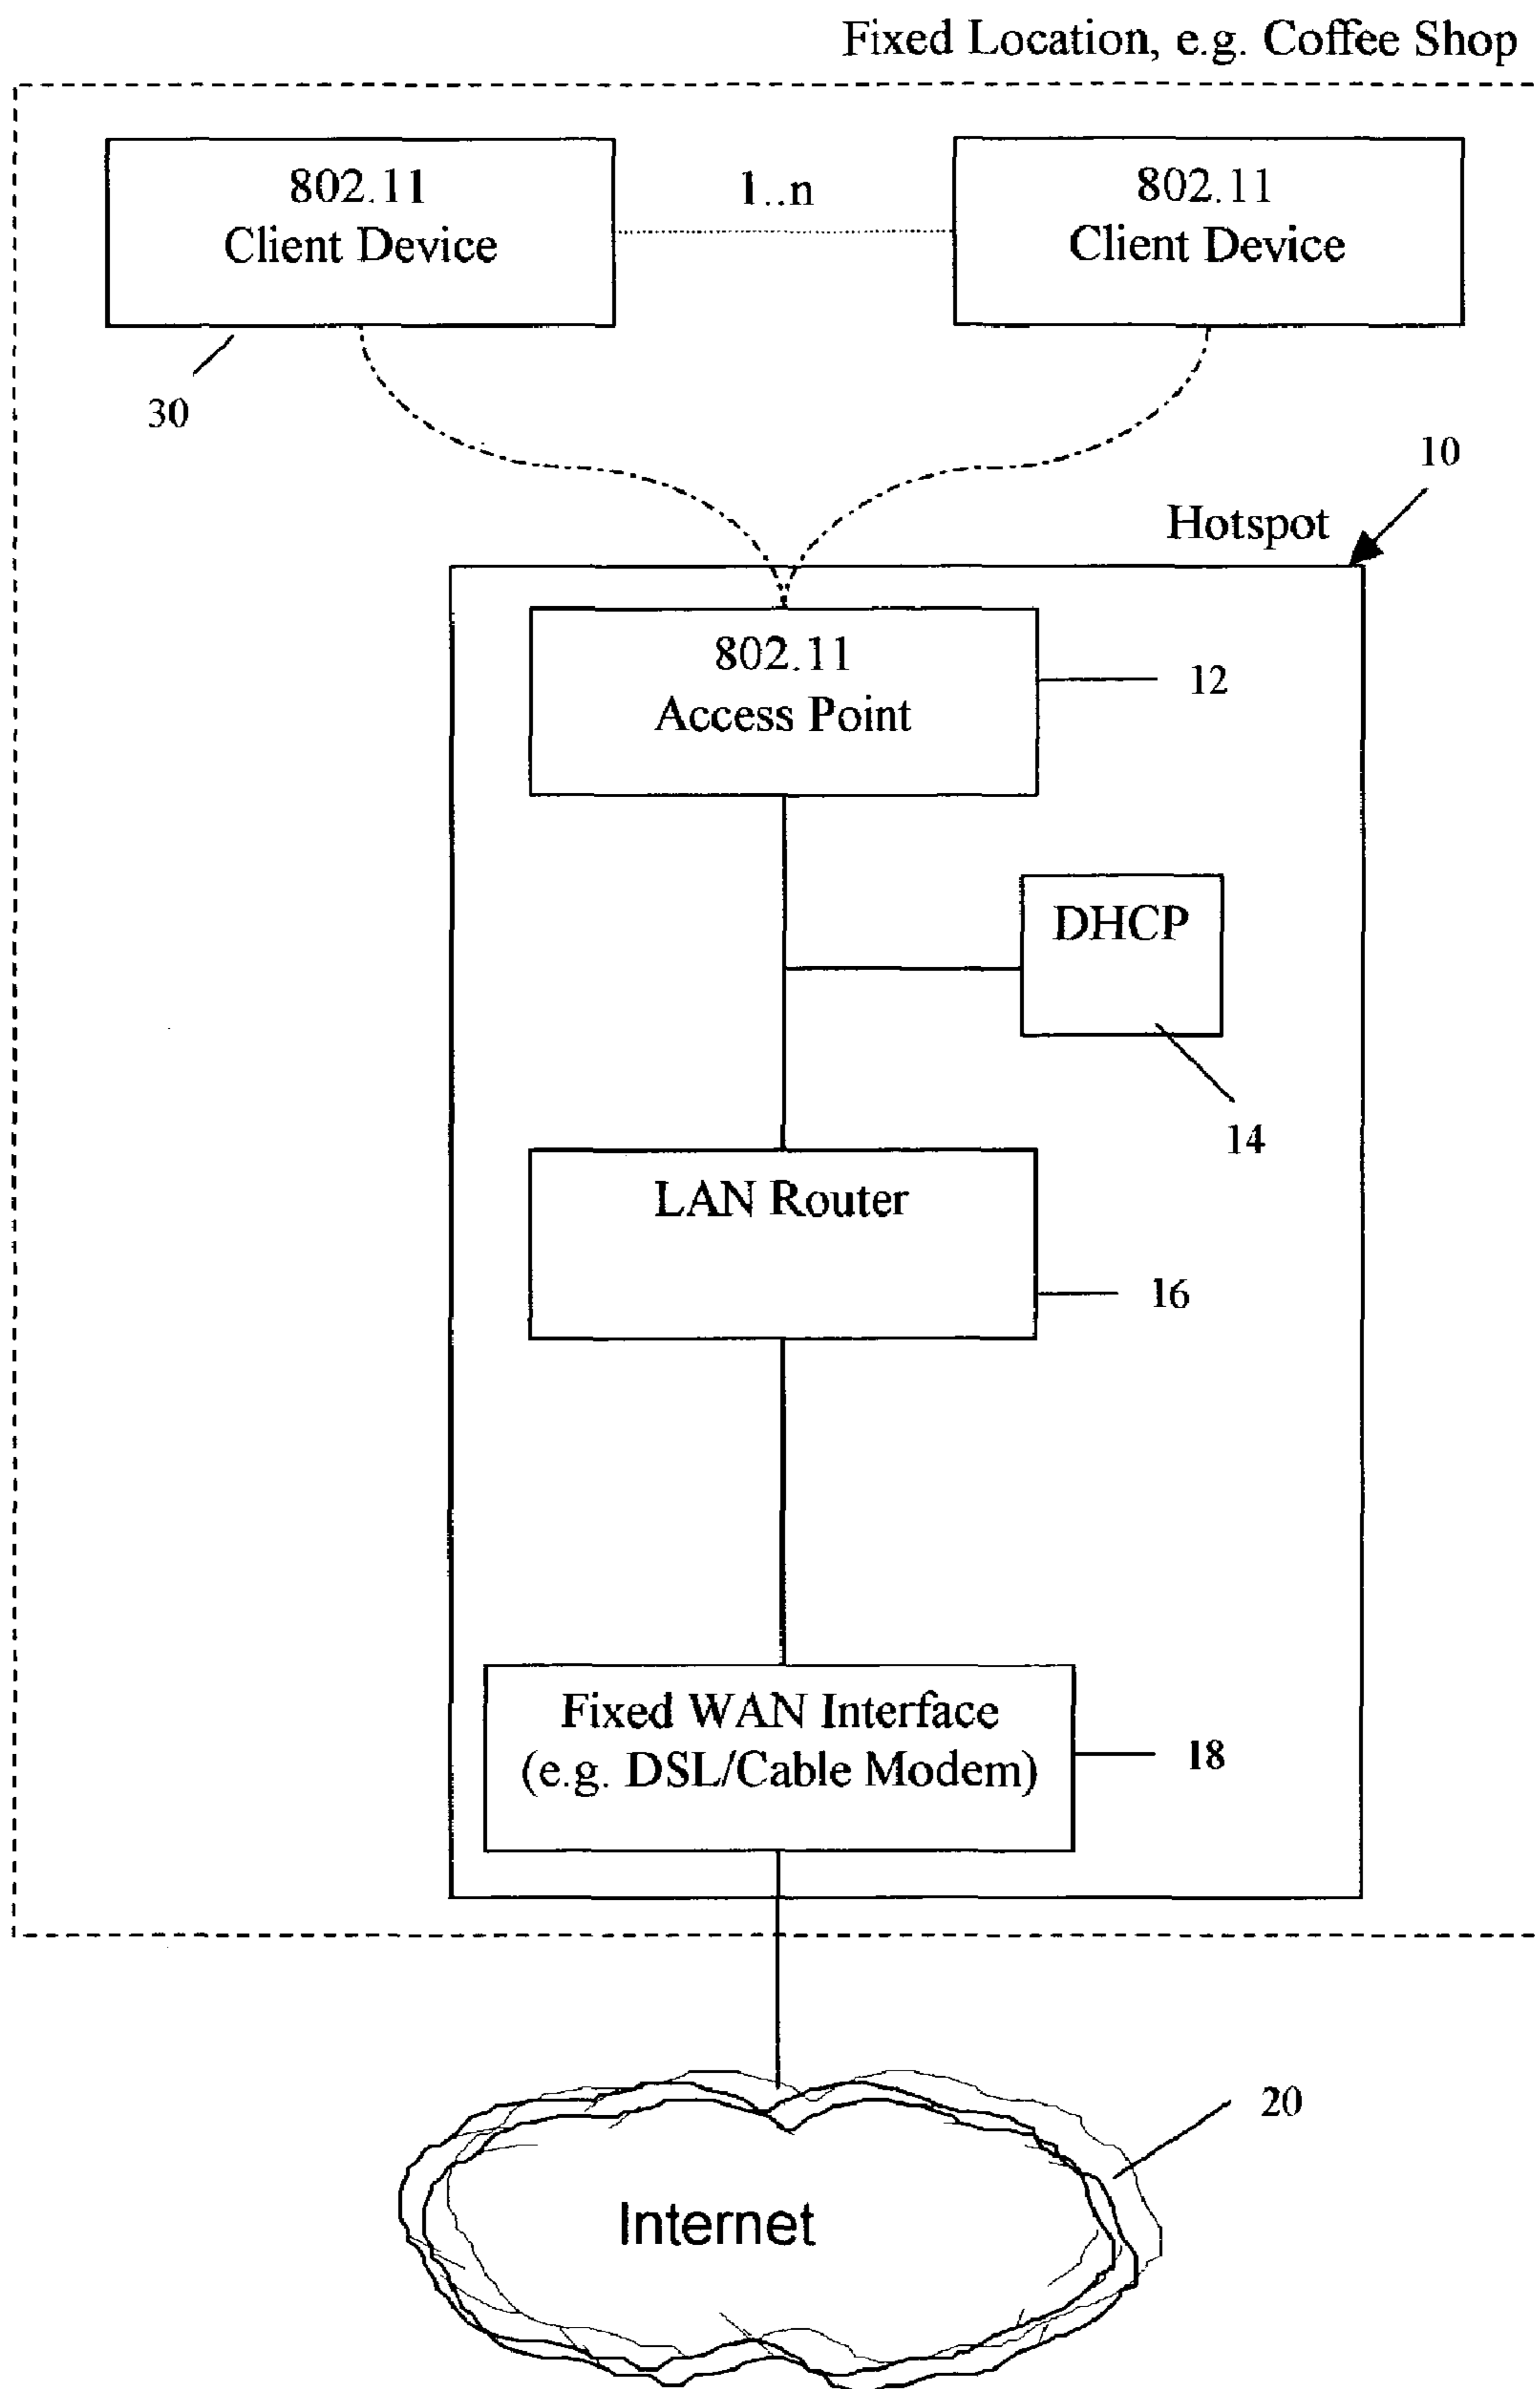 Fixed Location, e.g. Coffee Shop
802.11
Client Device
1..n
802.11
Client Device
30
10
Hotspot
802.11
Access Point
12
DHCP
14
LAN Router
16
Fixed WAN Interface
(e.g. DSL/Cable Modem)
18
20
Internet